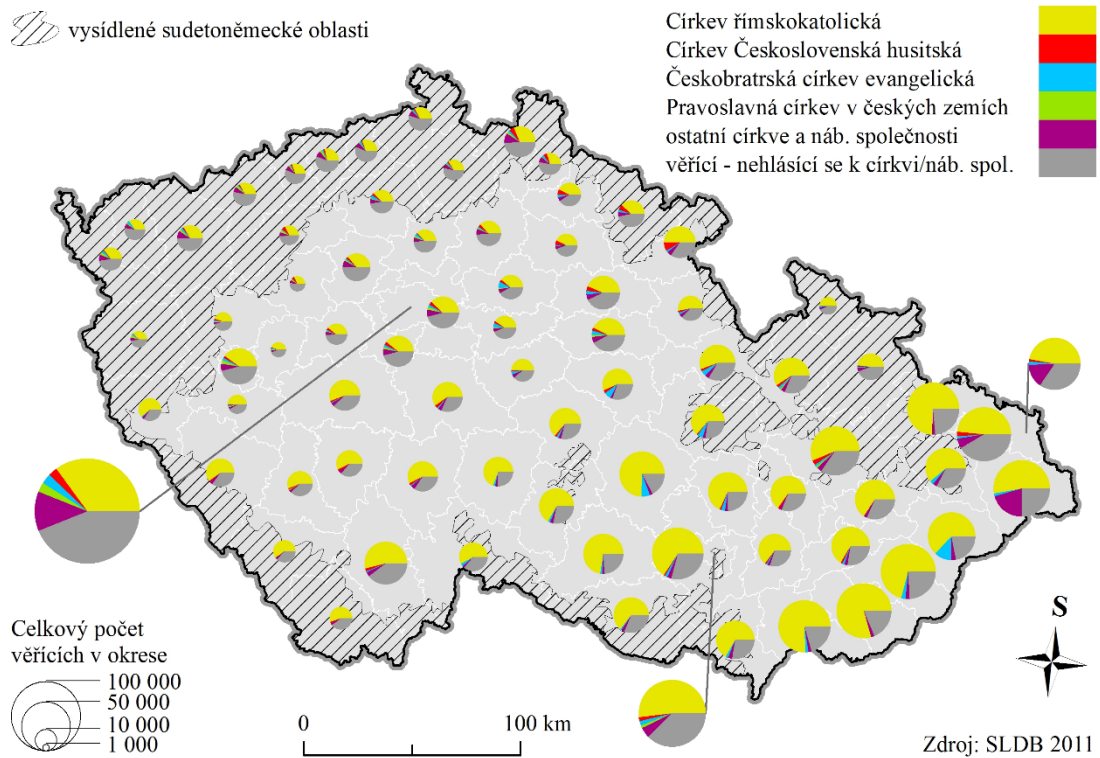 vysídlené sudetoněmecké oblasti
Církev římskokatolická
Církev Československá husitská
Českobratrská církev evangelická
Pravoslavná církev v českých zemích
ostatní církve a náb. společnosti
věřící - nehlásící se k církvi/náb. spol.
Celkový počet
věřících v okrese
100 000
50 000
10 000
1 000
0 100 km
S
Zdroj: SLDB 2011